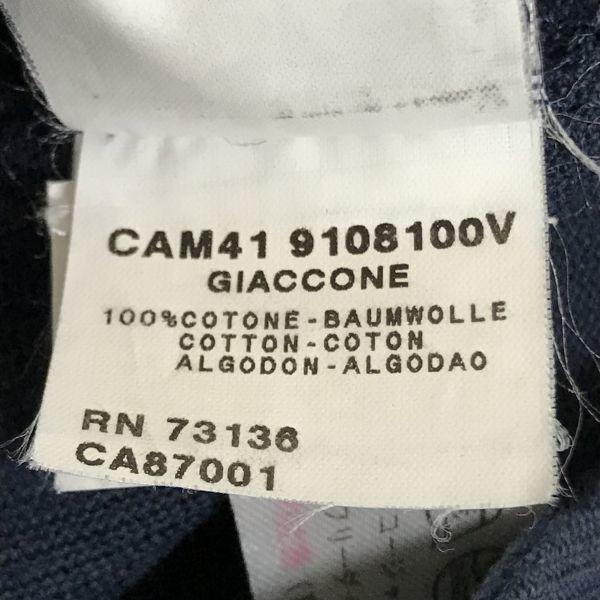 CAM41 9108100V
GIACCONE
100%COTONE-BAUMWOLLE
COTTON-COTON
ALGODON-ALGODAO
RN 73136
CA87001